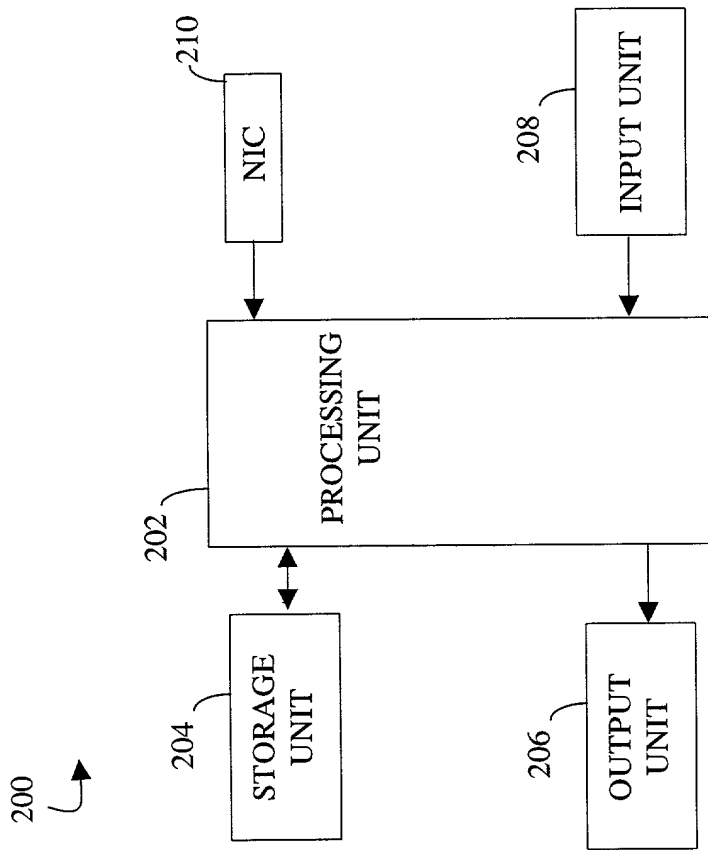 200
202
204
210
STORAGE
UNIT
NIC
PROCESSING
UNIT
206
208
OUTPUT
UNIT
INPUT UNIT